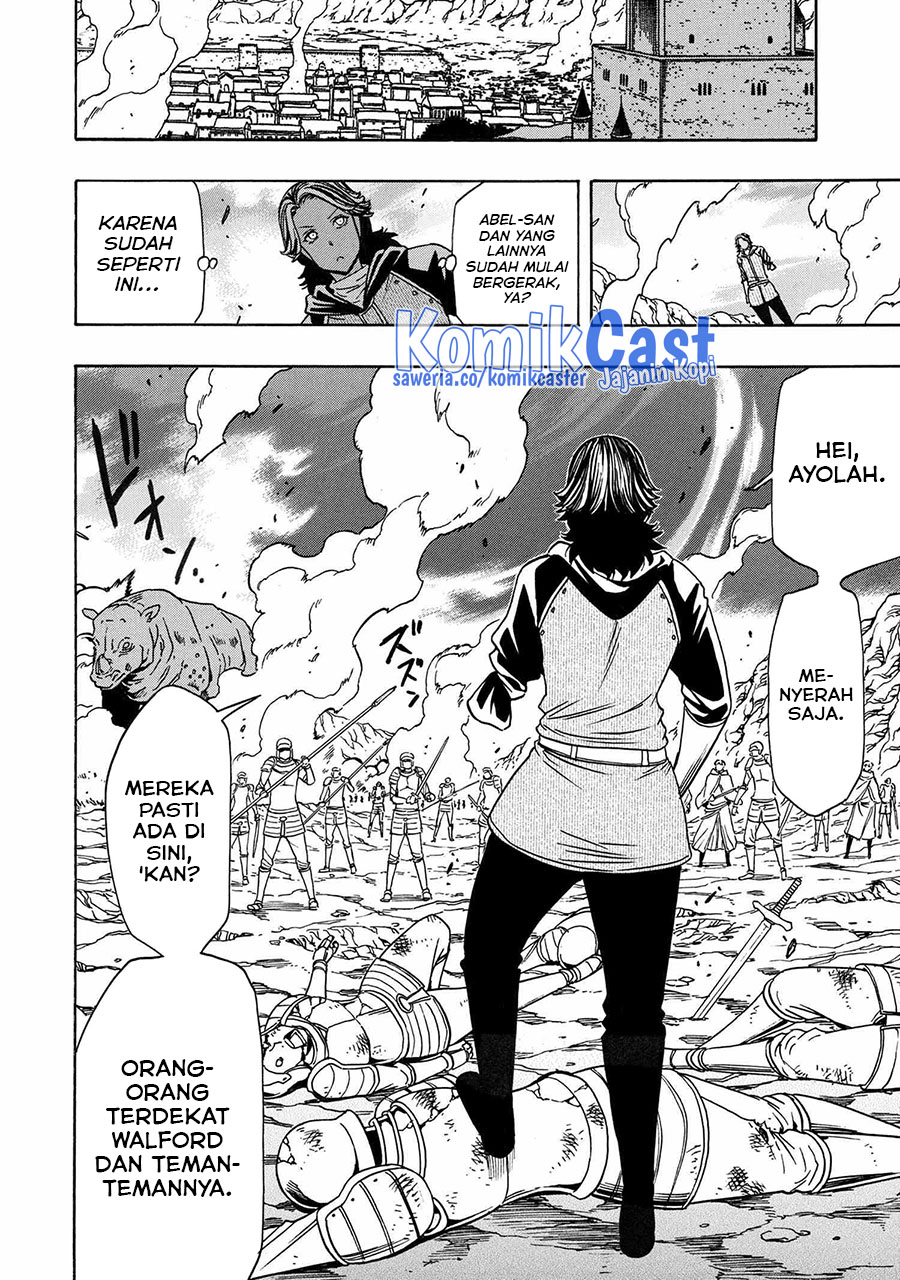 ABEL-SAN
DAN YANG
LAINNYA
SUDAH MULAI
BERGERAK,
YA?
KARENA
SUDAH
SEPERTI
INI...
KomikCast
saweria.co/komikcaster Jajanin Kopi
HEI,
AYOLAH.
ME-
NYERAH
SAJA.
ドドン
ズズン
MEREKA
PASTI
ADA DI
SINI,
'KAN?
ORANG-
ORANG
TERDEKAT
WALFORD
DAN TEMAN-
TEMANNYA.